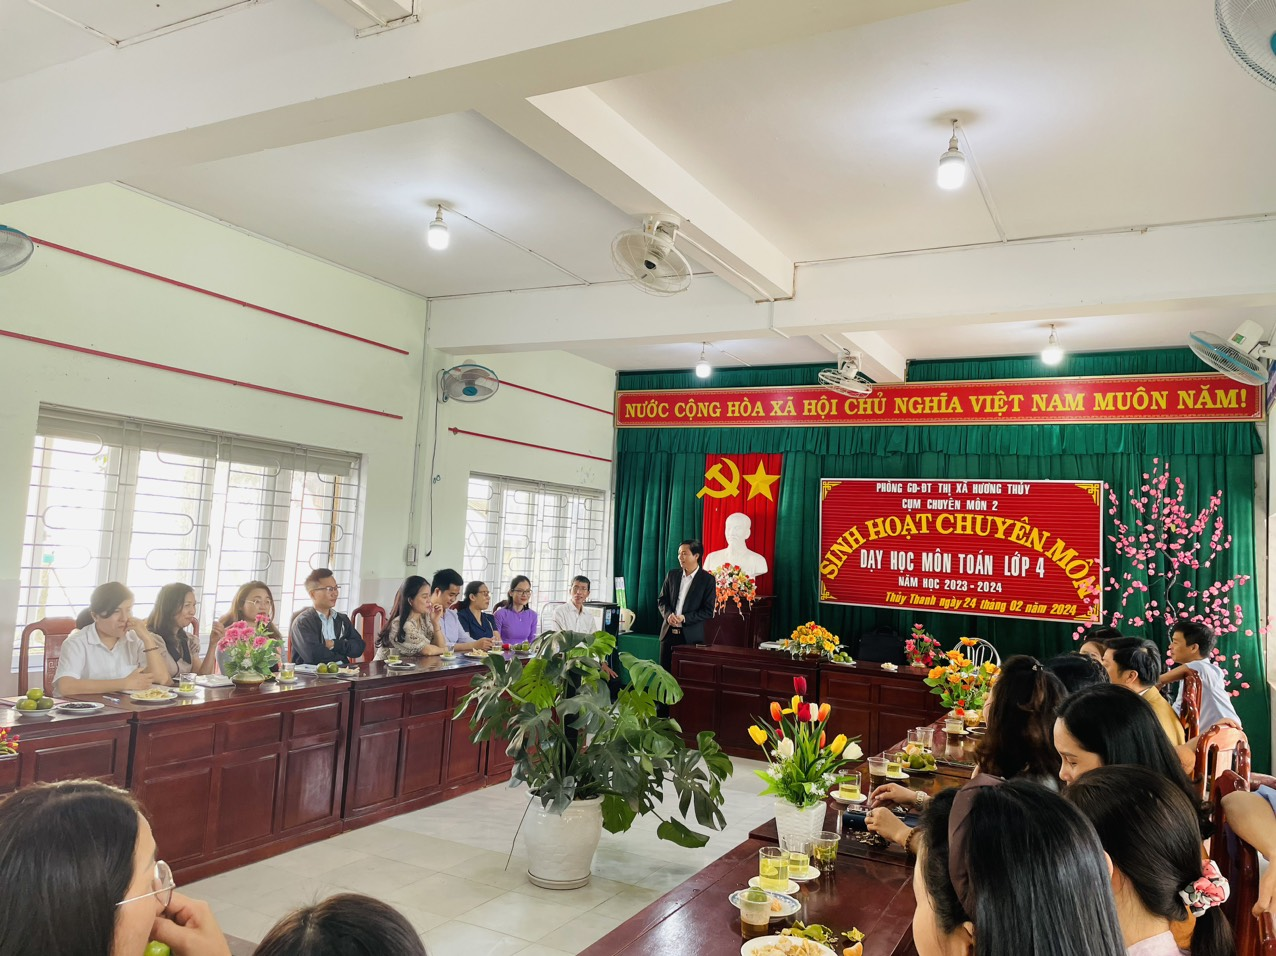 NƯỚC CỘNG HÒA XÃ HỘI CHỦ NGHĨA VIỆT NAM MUÔN NĂM!
PHÒNG GD-ĐT THỊ XÃ HƯƠNG THỦY
CỤM CHUYÊN MÔN 2
SINH HOẠT CHUYÊN MÔN
DẠY HỌC MÔN TOÁN LỚP 4
NĂM HỌC 2023 - 2024
Thủy Thanh ngày 24 tháng 02 năm 2024